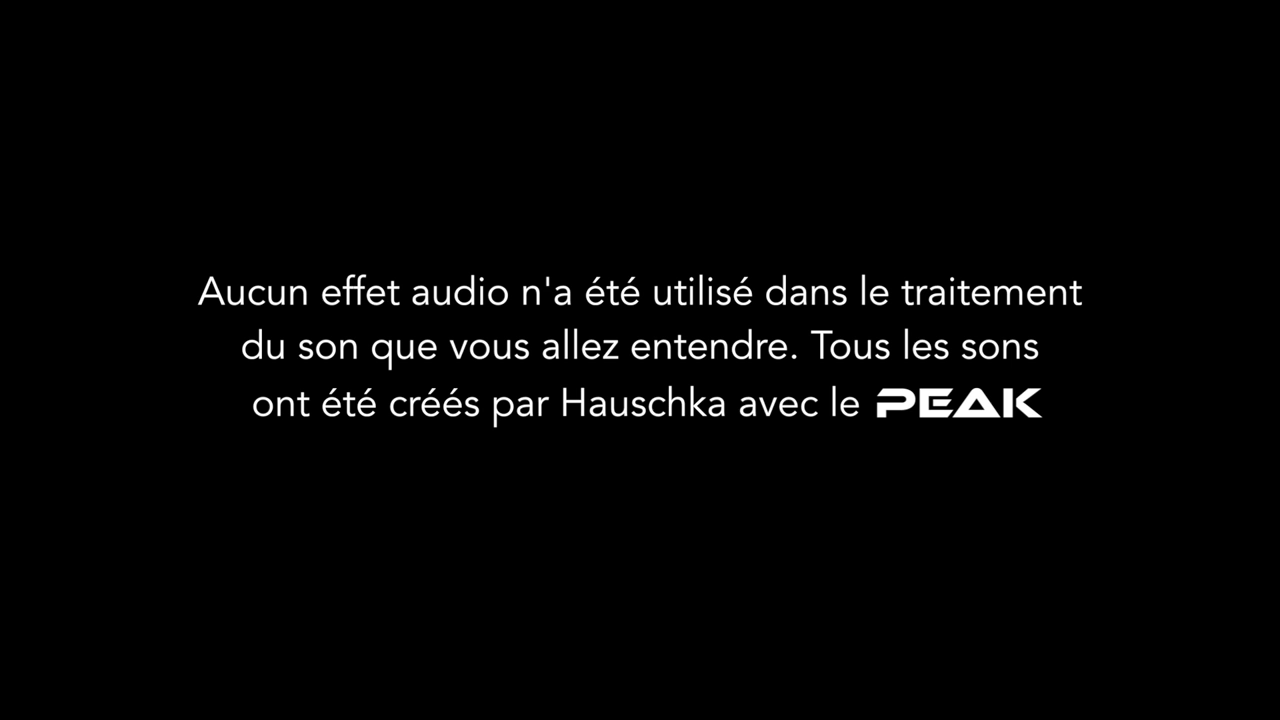 Aucun effet audio n'a été utilisé dans le traitement
du son que vous allez entendre. Tous les sons
ont été créés par Hauschka avec le PEAK